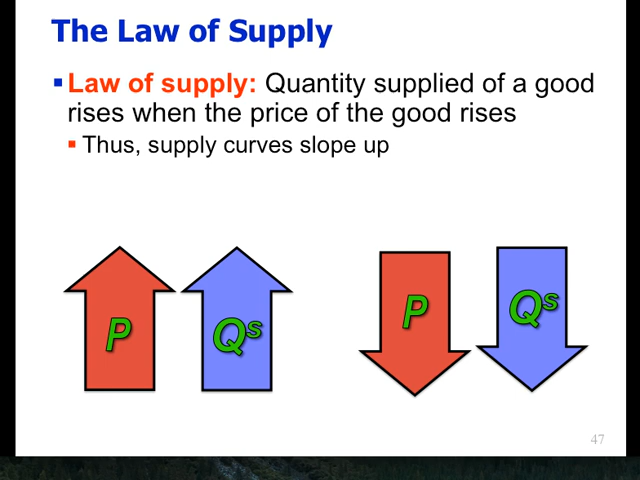 The Law of Supply
Law of supply: Quantity supplied of a good
rises when the price of the good rises
Thus, supply curves slope up
P
Qs
P
Qs
47